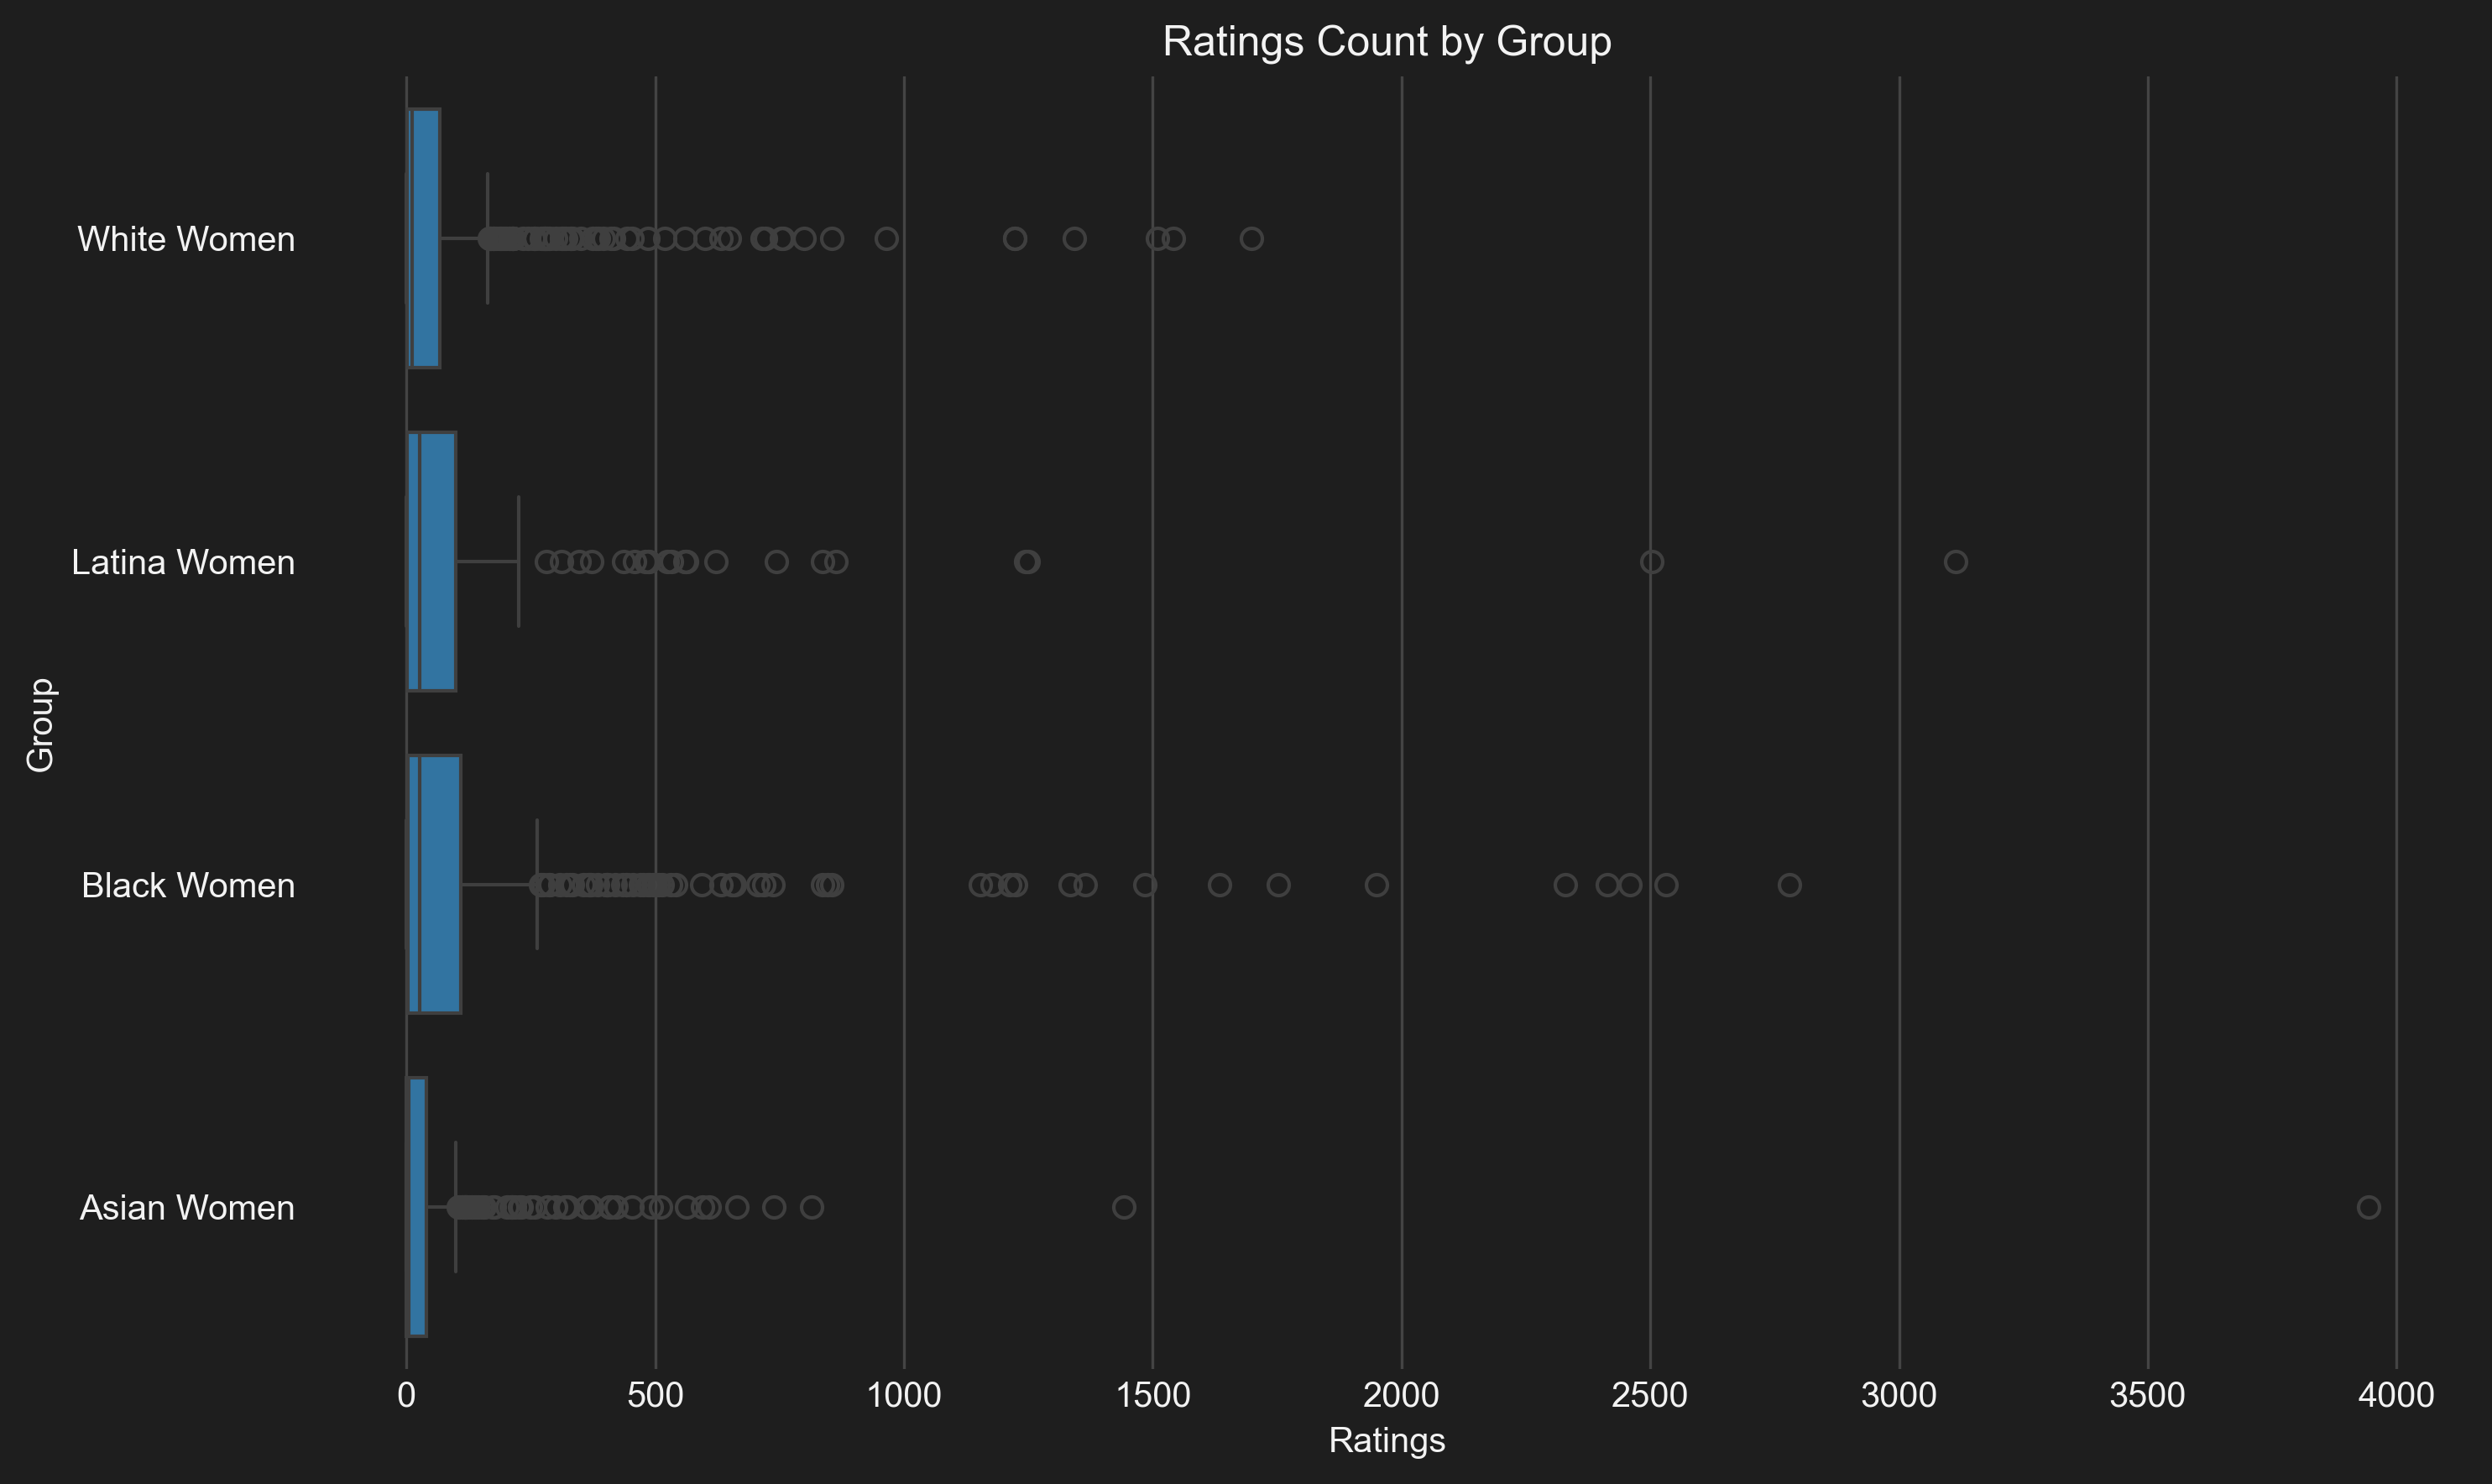 Ratings Count by Group
White Women
Latina Women
Black Women
Asian Women
Group
0 500 1000 1500 2000 2500 3000 3500 4000
Ratings